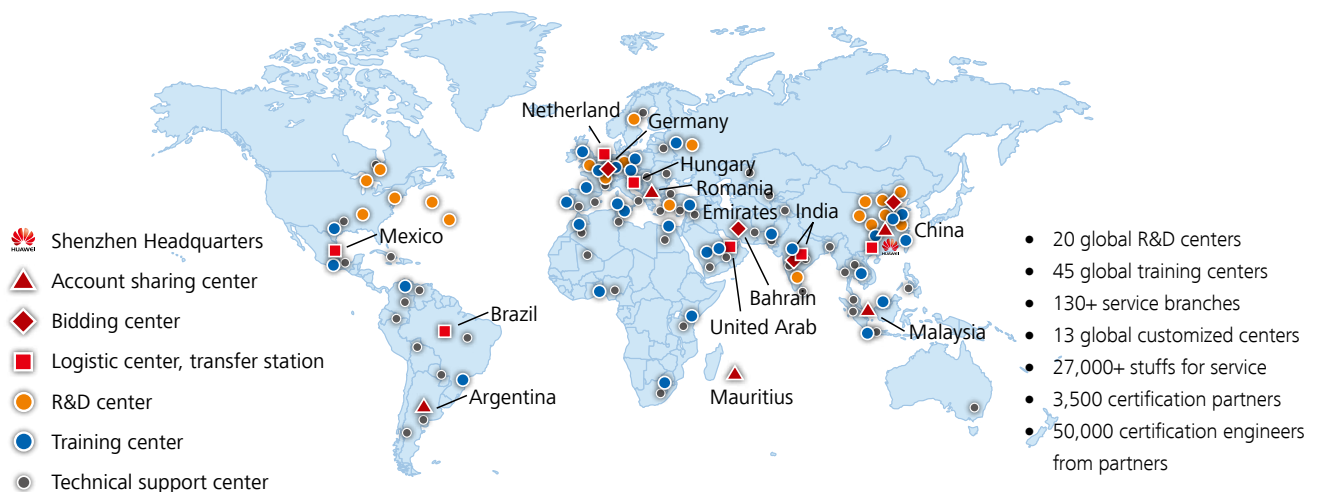 Netherland
Germany
Hungary
Romania
Emirates
India
China
HUAWEI
Mexico
Bahrain
United Arab
Brazil
Malaysia
Mauritius
Argentina
HUAWEI
Shenzhen Headquarters
Account sharing center
Bidding center
Logistic center, transfer station
R&D center
Training center
Technical support center
• 20 global R&D centers
• 45 global training centers
• 130+ service branches
• 13 global customized centers
• 27,000+ stuffs for service
• 3,500 certification partners
• 50,000 certification engineers
from partners